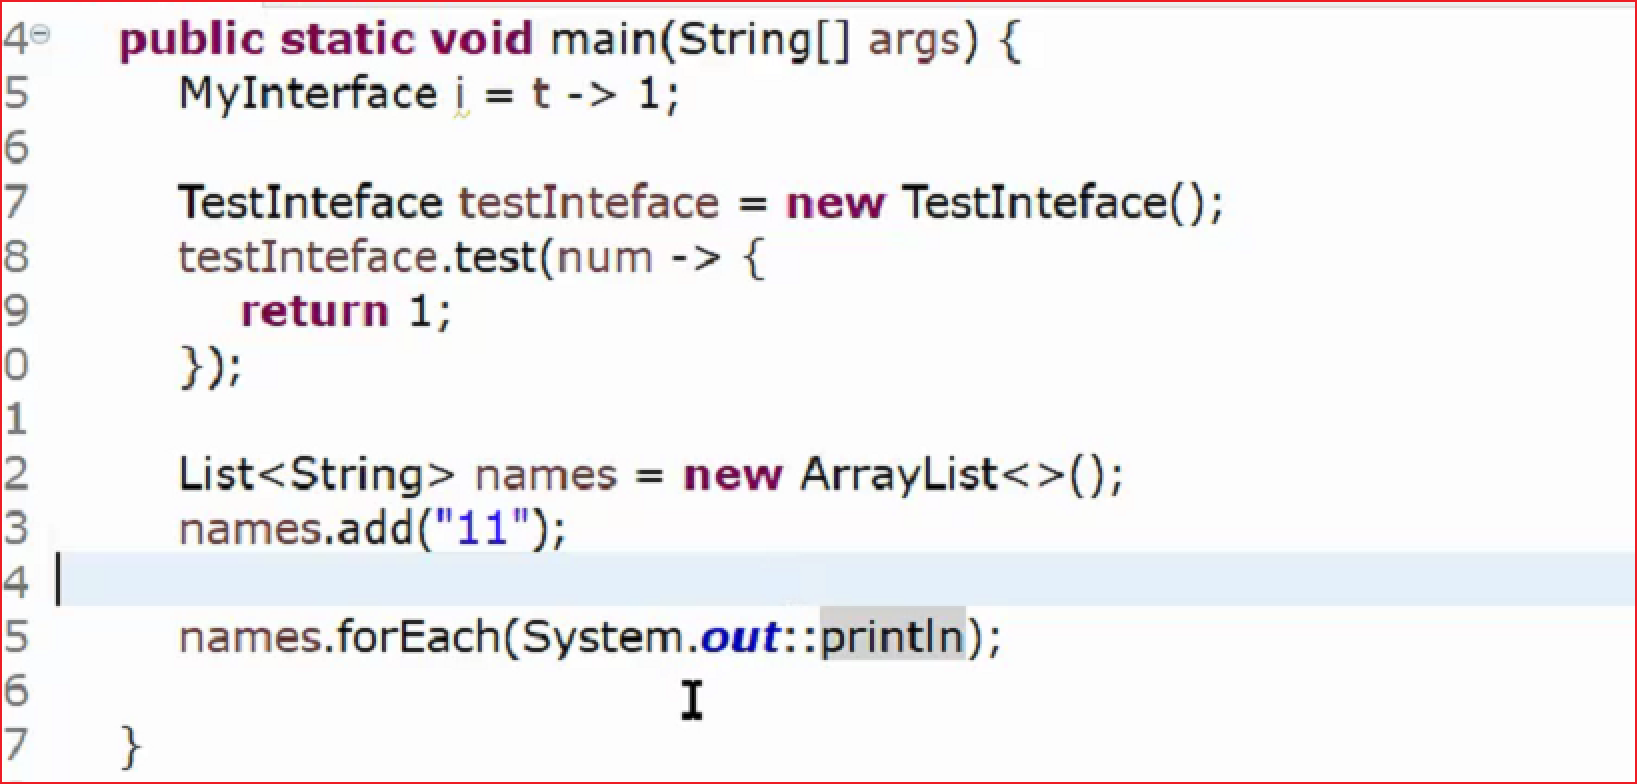 4 public static void main(String[] args) {
5 MyInterface i = t -> 1;
6
7 TestInteface testInteface = new TestInteface();
8 testInteface.test(num -> {
9 return 1;
0 });
1
2 List<String> names = new ArrayList<>();
3 names.add("11");
4
5 names.forEach(System.out::println);
6
7 }